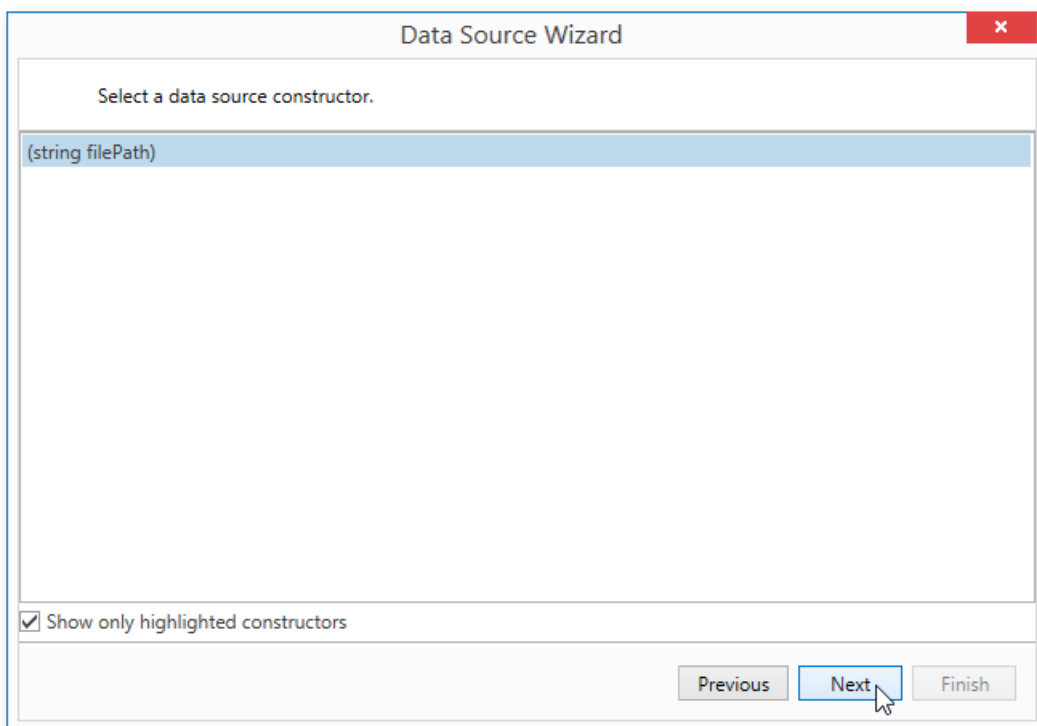 Data Source Wizard
Select a data source constructor.
(string filePath)
Show only highlighted constructors
Previous Next Finish